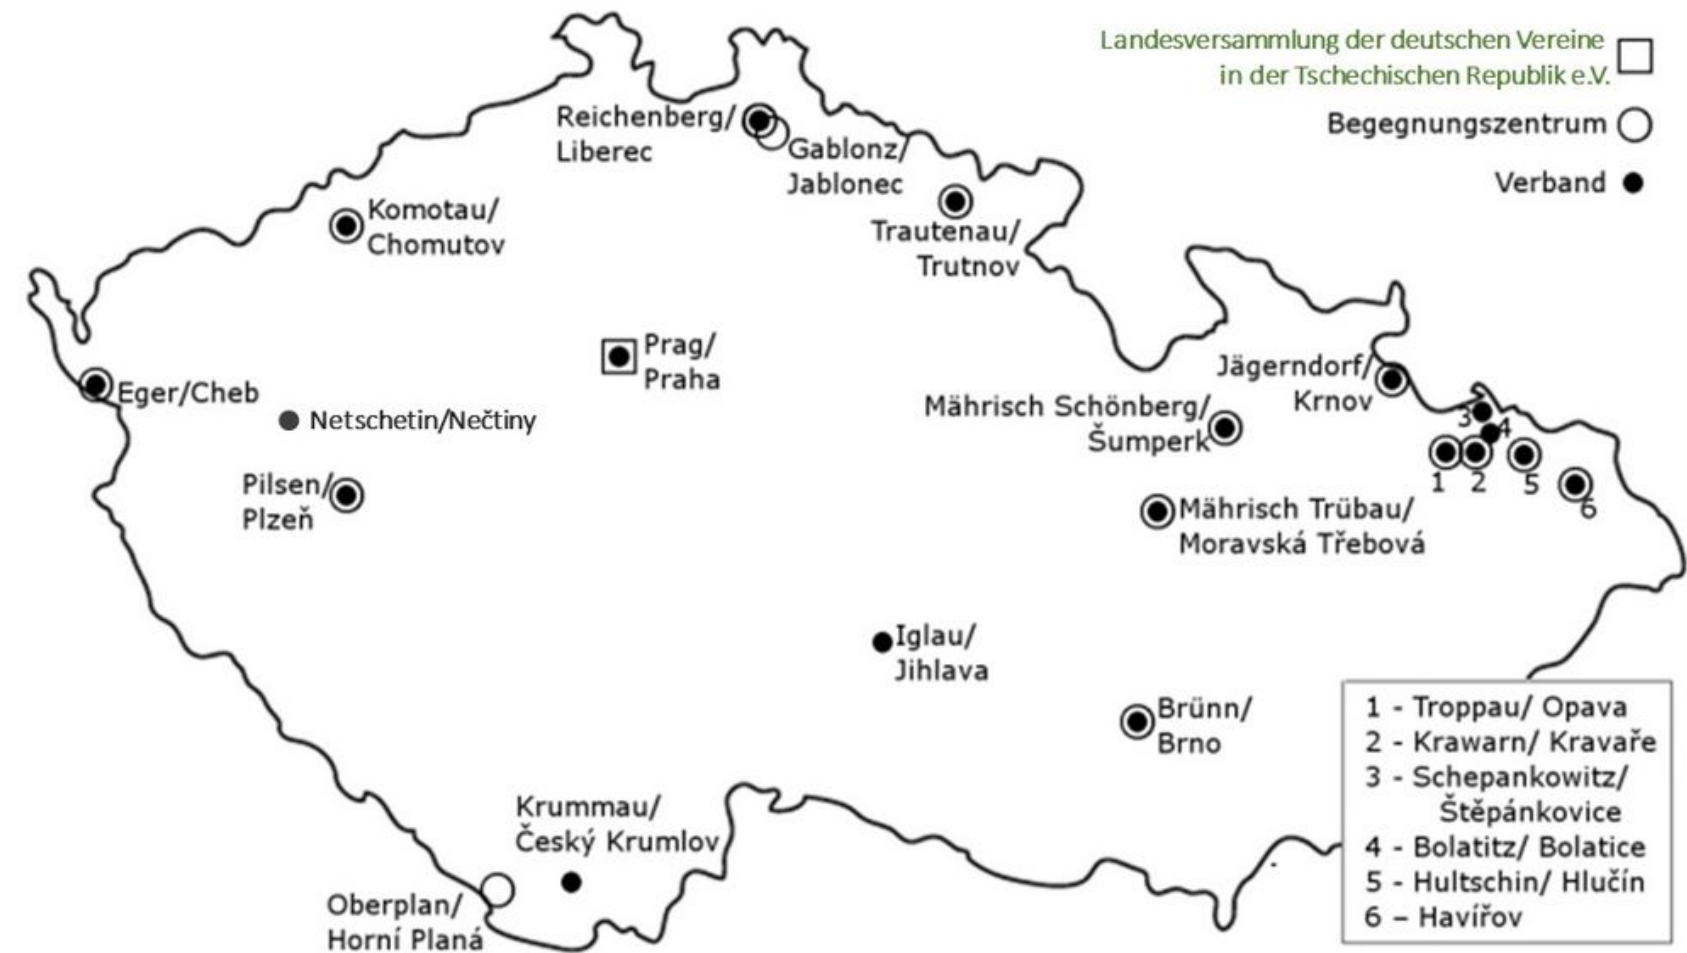 Landesversammlung der deutschen Vereine
in der Tschechischen Republik e.V.
Begegnungszentrum
Verband
Reichenberg/
Liberec
Gablonz/
Jablonec
Komotau/
Chomutov
Trautenau/
Trutnov
Prag/
Praha
Eger/Cheb
Netschetin/Nečtiny
Jägerndorf/
Krnov
Mährisch Schönberg/
Šumperk
3
4
1
2
5
6
Pilsen/
Plzeň
Mährisch Trübau/
Moravská Třebová
Iglau/
Jihlava
Brünn/
Brno
Krummau/
Český Krumlov
Oberplan/
Horní Planá
1 - Troppau/ Opava
2 - Krawarn/ Kravaře
3 - Schepankowitz/
Štěpánkovice
4 - Bolatitz/ Bolatice
5 - Hultschin/ Hlučín
6 – Havířov